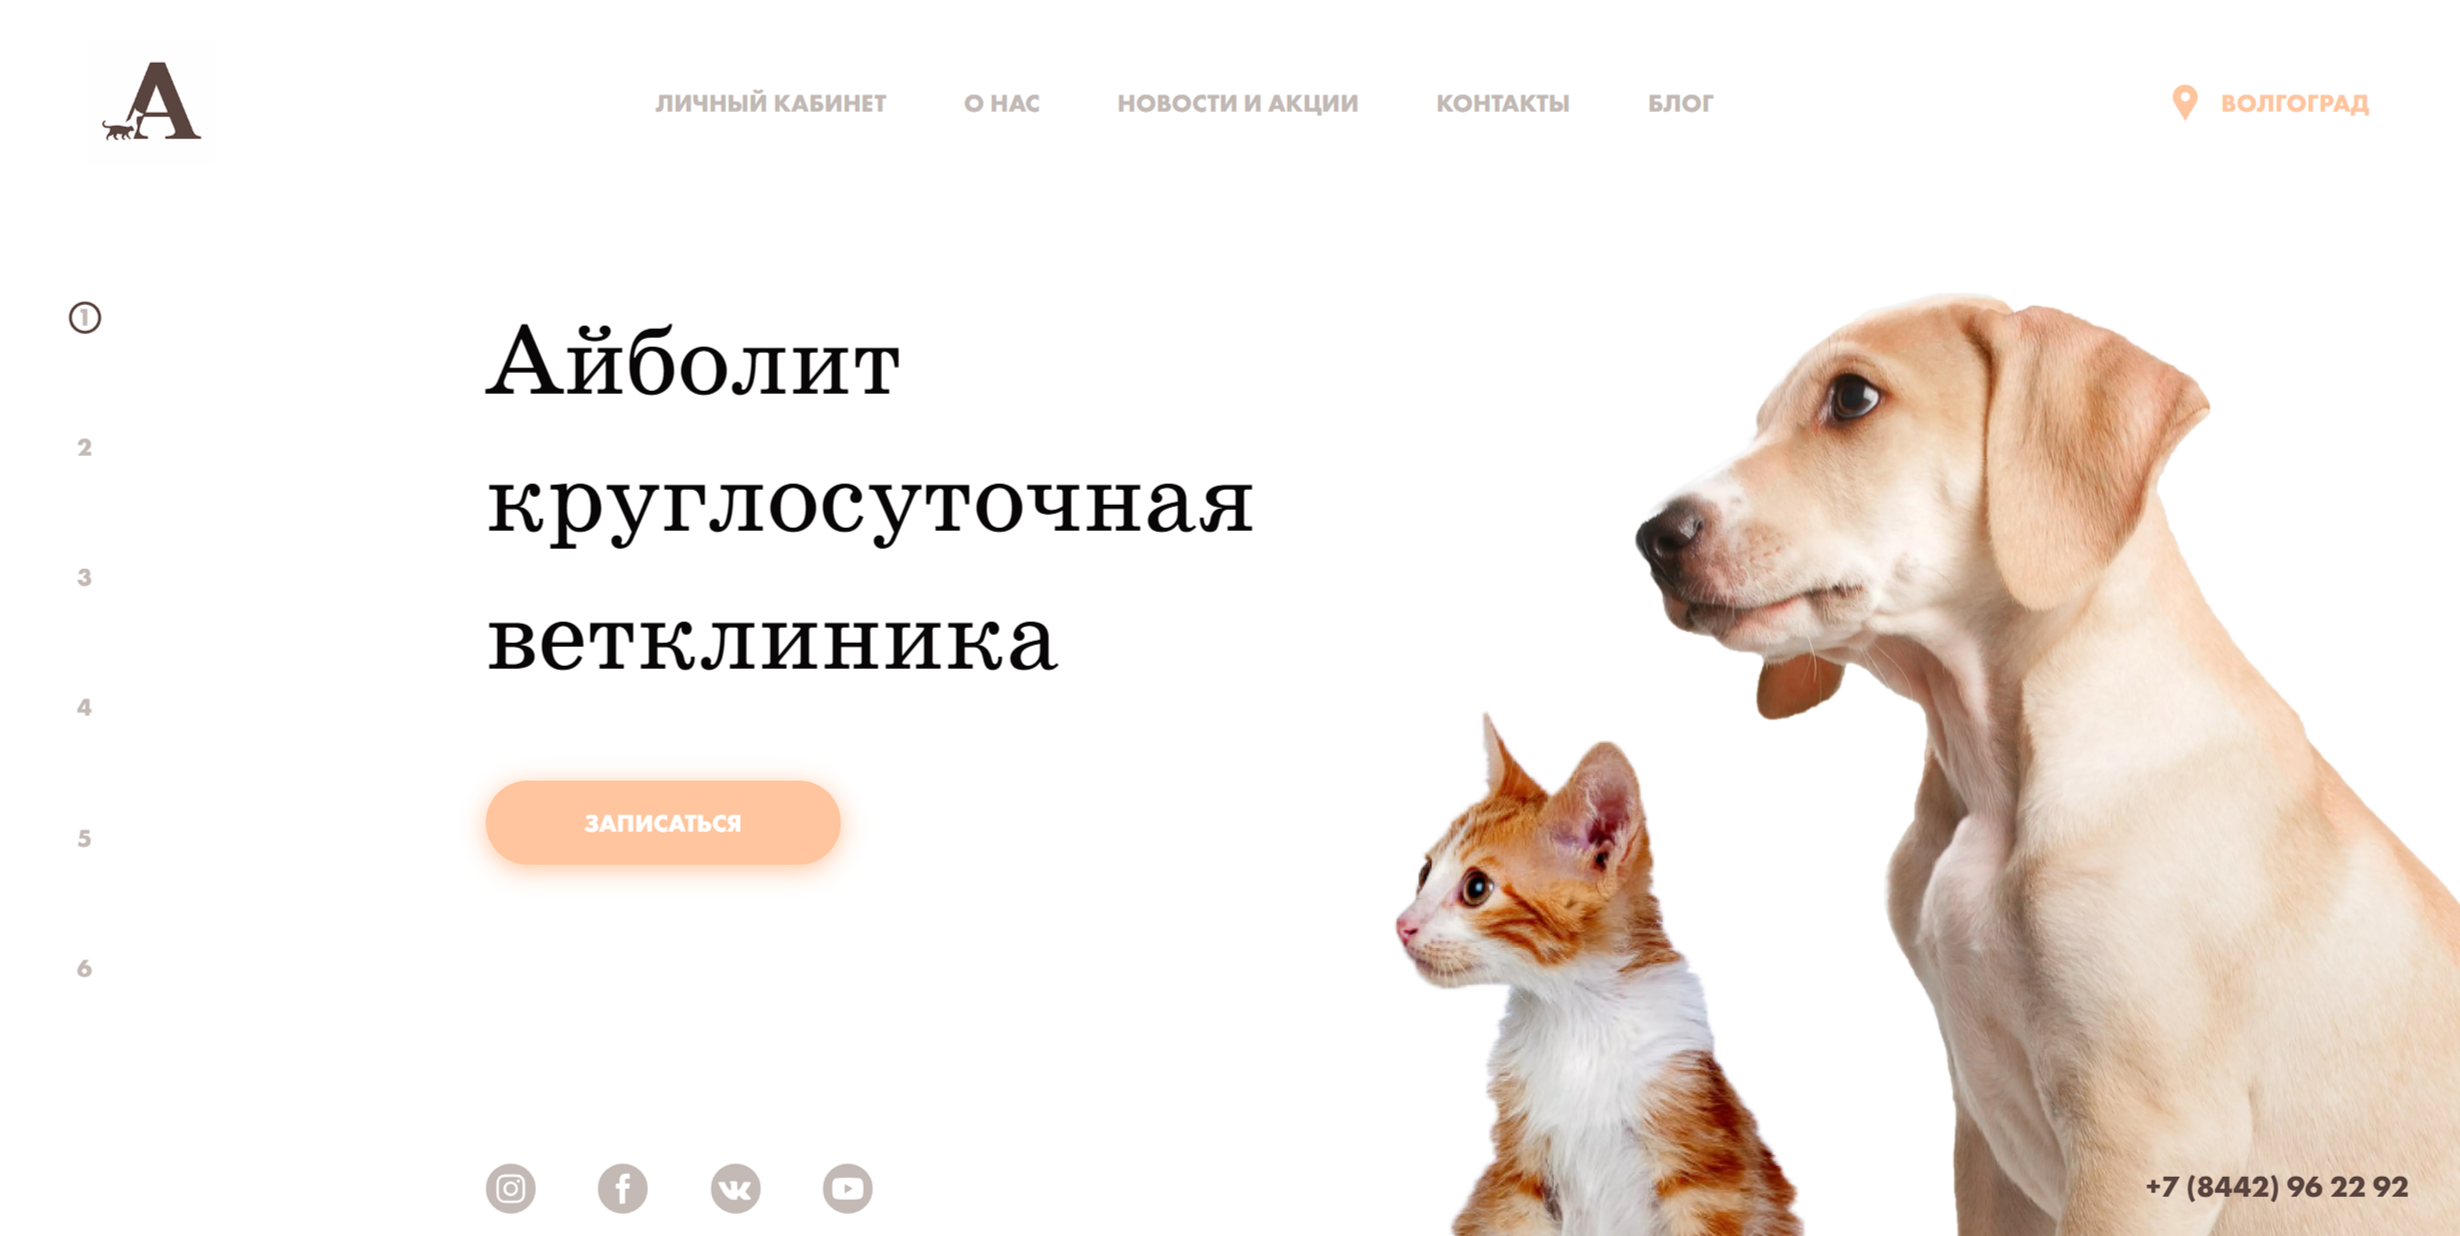 А
ЛИЧНЫЙ КАБИНЕТ
О НАС
НОВОСТИ И АКЦИИ
КОНТАКТЫ
БЛОГ
ВОЛГОГРАД
1
2
3
4
5
6
Айболит
круглосуточная
ветклиника
ЗАПИСАТЬСЯ
+7 (8442) 96 22 92